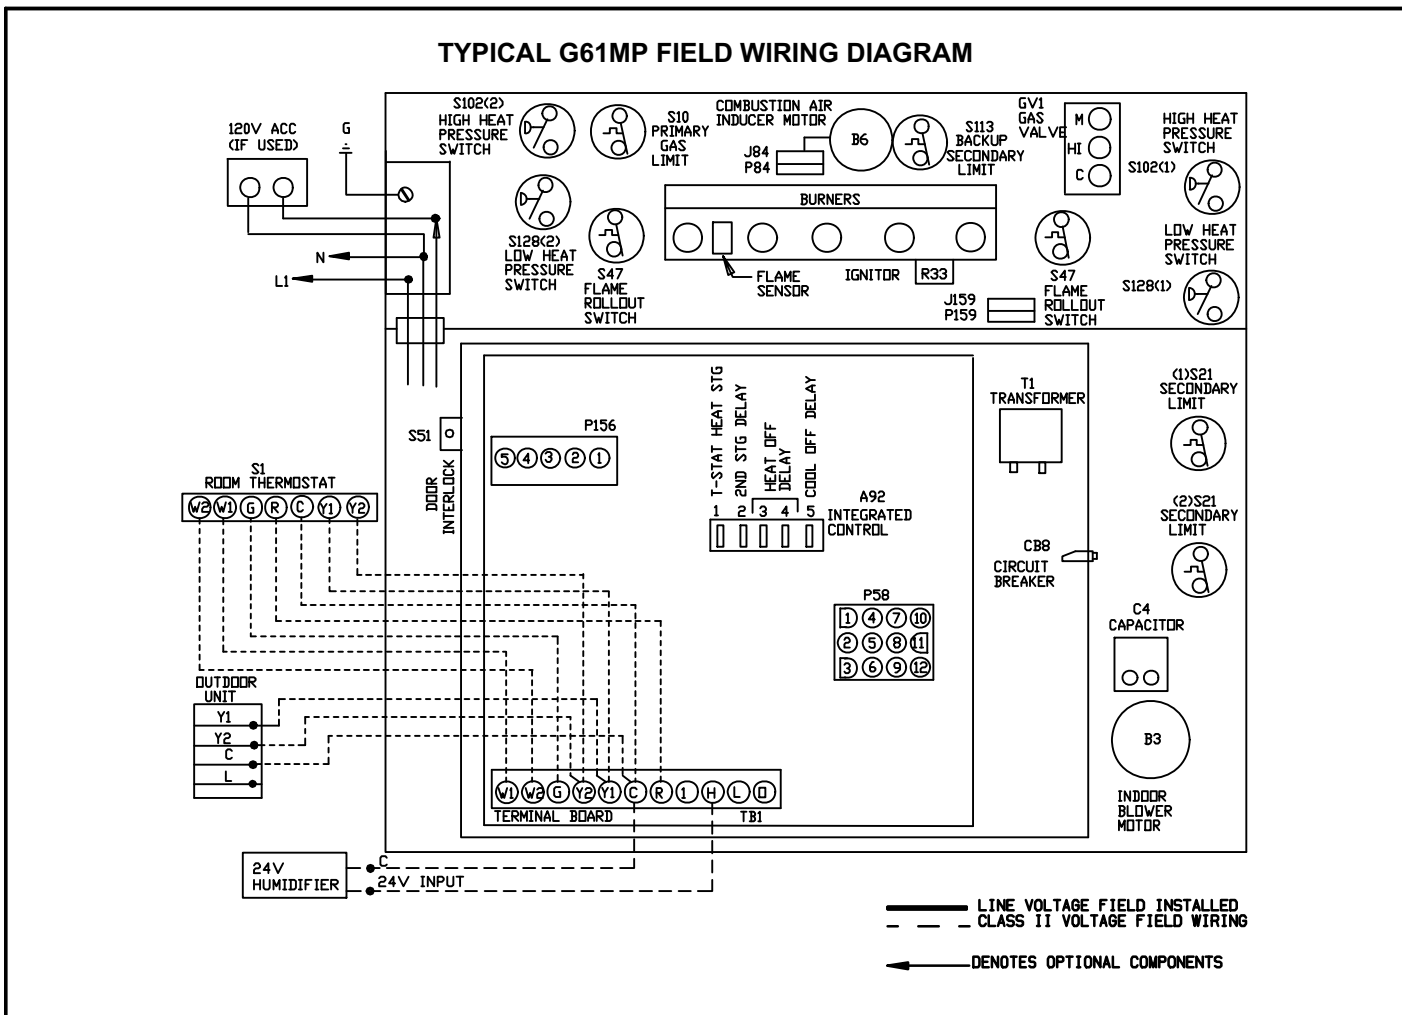 TYPICAL G61MP FIELD WIRING DIAGRAM
120V ACC
(IF USED)
G
N
L1
S102(2)
HIGH HEAT
PRESSURE
SWITCH
S10
PRIMARY
GAS
LIMIT
COMBUSTION AIR
INDUCER MOTOR
J84
P84
B6
S113
BACKUP
SECONDARY
LIMIT
GV1
GAS
VALVE
M
HI
C
HIGH HEAT
PRESSURE
SWITCH
S102(1)
S128(2)
LOW HEAT
PRESSURE
SWITCH
S47
FLAME
ROLLOUT
SWITCH
BURNERS
FLAME
SENSOR
IGNITOR
R33
J159
P159
S47
FLAME
ROLLOUT
SWITCH
LOW HEAT
PRESSURE
SWITCH
S128(1)
S51
DOOR
INTERLOCK
P156
5 4 3 2 1
T-STAT HEAT STG
2ND STG DELAY
HEAT OFF
DELAY
COOL OFF DELAY
1 2 3 4 5
A92
INTEGRATED
CONTROL
T1
TRANSFORMER
(1)S21
SECONDARY
LIMIT
(2)S21
SECONDARY
LIMIT
CB8
CIRCUIT
BREAKER
S1
ROOM THERMOSTAT
W2 W1 G R C Y1 Y2
P58
1 4 7 10
2 5 8 11
3 6 9 12
C4
CAPACITOR
B3
INDOOR
BLOWER
MOTOR
OUTDOOR
UNIT
Y1
Y2
C
L
W1 W2 G Y2 Y1 C R 1 H L O
TERMINAL BOARD
TB1
24V
HUMIDIFIER
C
24V INPUT
LINE VOLTAGE FIELD INSTALLED
CLASS II VOLTAGE FIELD WIRING
DENOTES OPTIONAL COMPONENTS